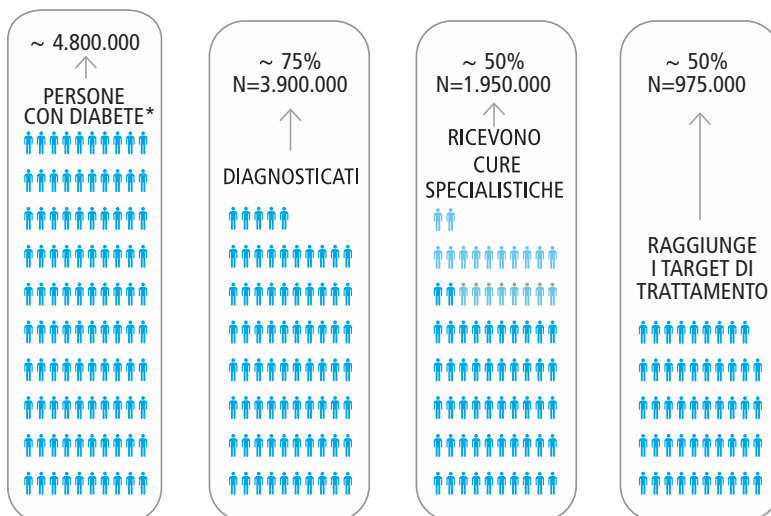 ~ 4.800.000
PERSONE
CON DIABETE*
~ 75%
N=3.900.000
DIAGNOSTICATI
~ 50%
N=1.950.000
RICEVONO
CURE
SPECIALISTICHE
~ 50%
N=975.000
RAGGIUNGE
I TARGET DI
TRATTAMENTO